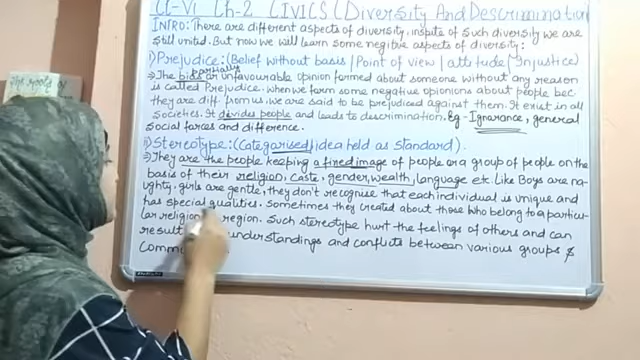 Cl-VI Ch-2 CIVICS (Diversity And Descrimination
INTRO: There are different aspects of diversity, inspite of such diversity we are
still united. But now we will learn some negitive aspects of diversity:
i) Prejudice: (Belief without basis | Point of view | attitude | Injustice)
partially
⇒ The bias or unfavourable opinion formed about someone without any reason
is called Prejudice. When we form some negative opionions about people bec.
they are diff. from us, we are said to be prejudiced against them. It exist in all
societies. It divides people and leads to discrimination. Eg - Ignorance, general
social forces and difference.
ii) Stereotype: (Categarised, idea held as standard).
⇒ They are the people keeping a fixed image of people or a group of people on the
basis of their religion, caste, gender, wealth, language etc. Like Boys are na-
ughty. girls are gentle, they don't recognise that each individual is unique and
has special qualities. Sometimes they created about those who belong to a particu-
lar religion region. Such stereotype hurt the feelings of others and can
result understandings and conflicts between various groups &
comm
The roots of